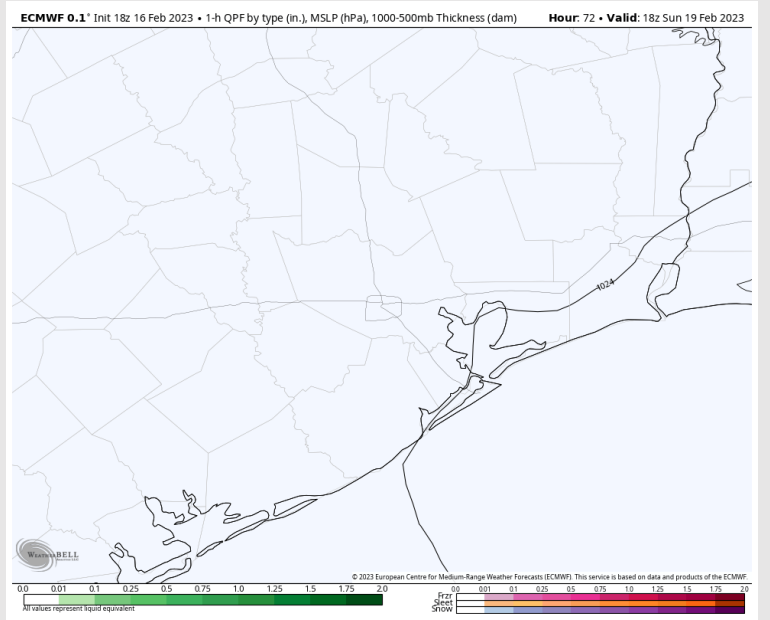 ECMWF 0.1° Init 18z 16 Feb 2023 • 1-h QPF by type (in.), MSLP (hPa), 1000-500mb Thickness (dam) Hour: 72 • Valid: 18z Sun 19 Feb 2023
1024
WEATHERBELL
© 2023 European Centre for Medium-Range Weather Forecasts (ECMWF). This service is based on data and products of the ECMWF.
0.0 0.01 0.1 0.25 0.5 0.75 1.0 1.25 1.5 1.75 2.0
All values represent liquid equivalent
0.0 .001 0.1 0.25 0.5 0.75 1.0 1.25 1.5 1.75 2.0
Frzr
Sleet
Snow